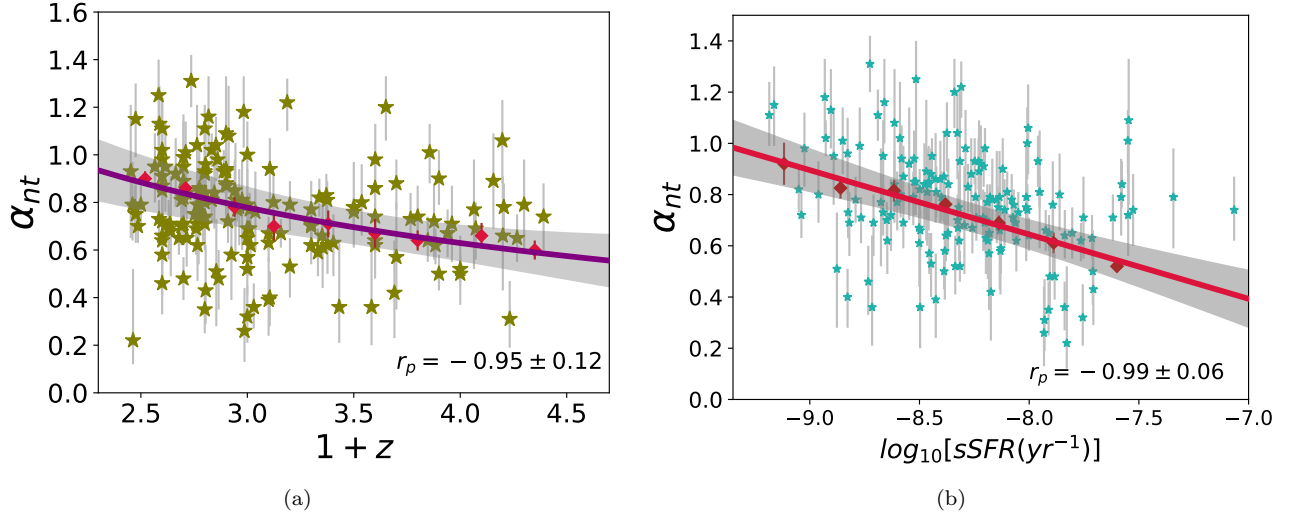 1.6
1.4
1.2
1.0
0.8
0.6
0.4
0.2
0.0
α_nt
r_p = − 0.95 ± 0.12
2.5 3.0 3.5 4.0 4.5
1 + z
(a)
1.4
1.2
1.0
0.8
0.6
0.4
0.2
0.0
α_nt
r_p = − 0.99 ± 0.06
−9.0 −8.5 −8.0 −7.5 −7.0
log₁₀[sSFR(yr⁻¹)]
(b)